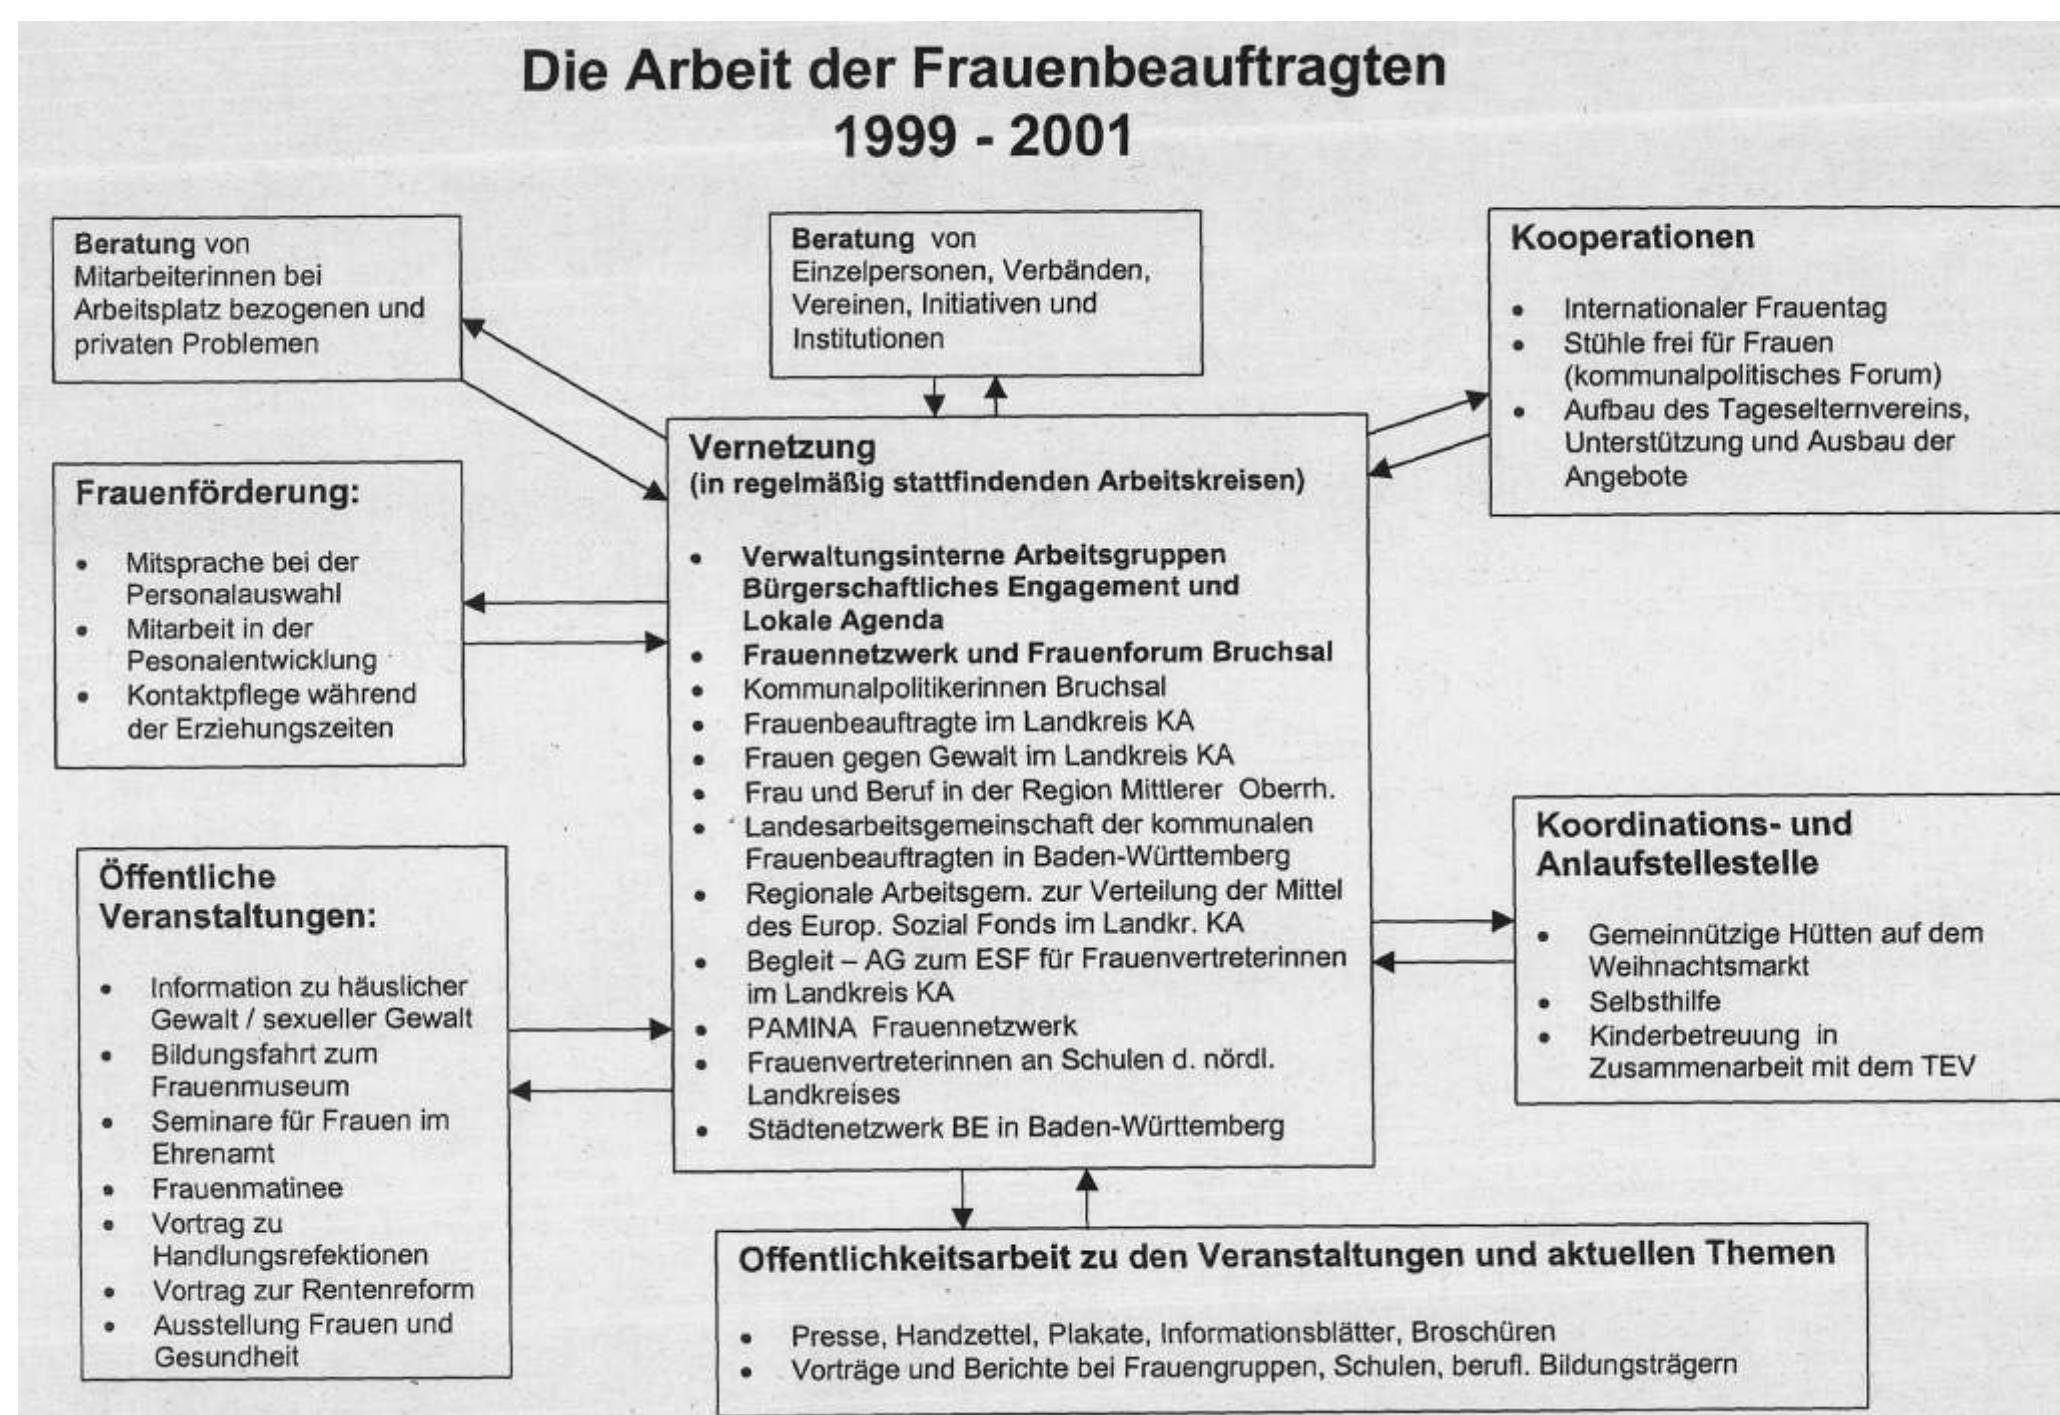 Die Arbeit der Frauenbeauftragten
1999 - 2001
Beratung von
Mitarbeiterinnen bei
Arbeitsplatz bezogenen und
privaten Problemen
Beratung von
Einzelpersonen, Verbänden,
Vereinen, Initiativen und
Institutionen
Kooperationen
• Internationaler Frauentag
• Stühle frei für Frauen
(kommunalpolitisches Forum)
• Aufbau des Tageselternvereins,
Unterstützung und Ausbau der
Angebote
Frauenförderung:
• Mitsprache bei der
Personalauswahl
• Mitarbeit in der
Pesonalentwicklung
• Kontaktpflege während
der Erziehungszeiten
Vernetzung
(in regelmäßig stattfindenden Arbeitskreisen)
• Verwaltungsinterne Arbeitsgruppen
Bürgerschaftliches Engagement und
Lokale Agenda
• Frauennetzwerk und Frauenforum Bruchsal
• Kommunalpolitikerinnen Bruchsal
• Frauenbeauftragte im Landkreis KA
• Frauen gegen Gewalt im Landkreis KA
• Frau und Beruf in der Region Mittlerer Oberrh.
• Landesarbeitsgemeinschaft der kommunalen
Frauenbeauftragten in Baden-Württemberg
• Regionale Arbeitsgem. zur Verteilung der Mittel
des Europ. Sozial Fonds im Landkr. KA
• Begleit – AG zum ESF für Frauenvertreterinnen
im Landkreis KA
• PAMINA Frauennetzwerk
• Frauenvertreterinnen an Schulen d. nördl.
Landkreises
• Städtenetzwerk BE in Baden-Württemberg
Öffentliche
Veranstaltungen:
• Information zu häuslicher
Gewalt / sexueller Gewalt
• Bildungsfahrt zum
Frauenmuseum
• Seminare für Frauen im
Ehrenamt
• Frauenmatinee
• Vortrag zu
Handlungsrefektionen
• Vortrag zur Rentenreform
• Ausstellung Frauen und
Gesundheit
Koordinations- und
Anlaufstellestelle
• Gemeinnützige Hütten auf dem
Weihnachtsmarkt
• Selbsthilfe
• Kinderbetreuung in
Zusammenarbeit mit dem TEV
Offentlichkeitsarbeit zu den Veranstaltungen und aktuellen Themen
• Presse, Handzettel, Plakate, Informationsblätter, Broschüren
• Vorträge und Berichte bei Frauengruppen, Schulen, berufl. Bildungsträgern